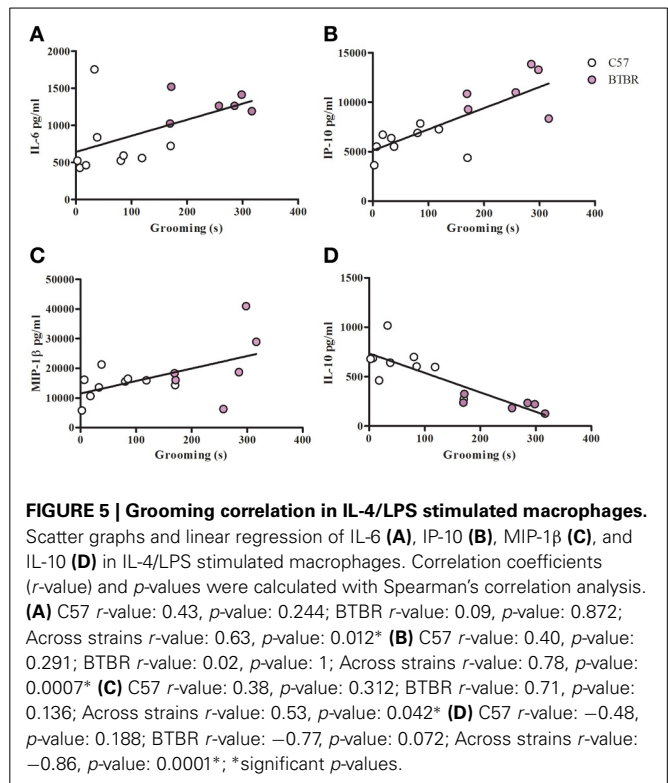 A
2000
1500
1000
500
0
IL-6 pg/ml
0 100 200 300 400
Grooming (s)
B
15000
10000
5000
0
IP-10 pg/ml
0 100 200 300 400
Grooming (s)
C57
BTBR
C
50000
40000
30000
20000
10000
0
MIP-1β pg/ml
0 100 200 300 400
Grooming (s)
D
1500
1000
500
0
IL-10 pg/ml
0 100 200 300 400
Grooming (s)
FIGURE 5 | Grooming correlation in IL-4/LPS stimulated macrophages.
Scatter graphs and linear regression of IL-6 (A), IP-10 (B), MIP-1β (C), and
IL-10 (D) in IL-4/LPS stimulated macrophages. Correlation coefficients
(r-value) and p-values were calculated with Spearman's correlation analysis.
(A) C57 r-value: 0.43, p-value: 0.244; BTBR r-value: 0.09, p-value: 0.872;
Across strains r-value: 0.63, p-value: 0.012* (B) C57 r-value: 0.40, p-value:
0.291; BTBR r-value: 0.02, p-value: 1; Across strains r-value: 0.78, p-value:
0.0007* (C) C57 r-value: 0.38, p-value: 0.312; BTBR r-value: 0.71, p-value:
0.136; Across strains r-value: 0.53, p-value: 0.042* (D) C57 r-value: −0.48,
p-value: 0.188; BTBR r-value: −0.77, p-value: 0.072; Across strains r-value:
−0.86, p-value: 0.0001*; *significant p-values.